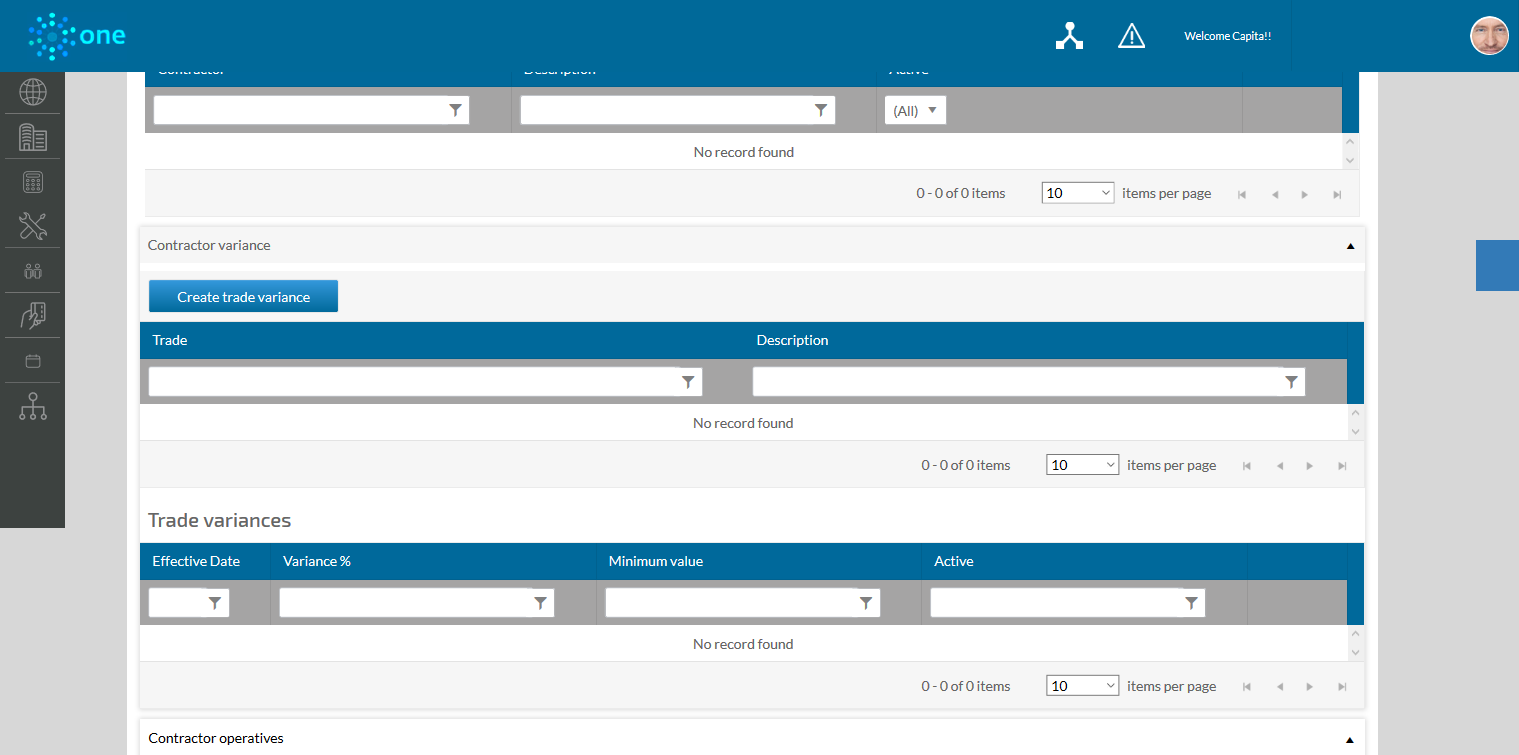 one
Welcome Capita!!
Contractor Description Active
(All)
No record found
0 - 0 of 0 items 10 items per page
Contractor variance
Create trade variance
Trade Description
No record found
0 - 0 of 0 items 10 items per page
Trade variances
Effective Date Variance % Minimum value Active
No record found
0 - 0 of 0 items 10 items per page
Contractor operatives